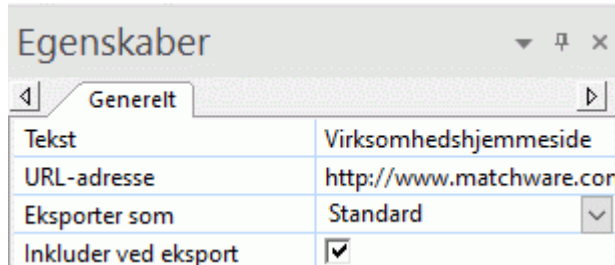 Egenskaber
Generelt
Tekst Virksomhedshjemmeside
URL-adresse http://www.matchware.com
Eksporter som Standard
Inkluder ved eksport